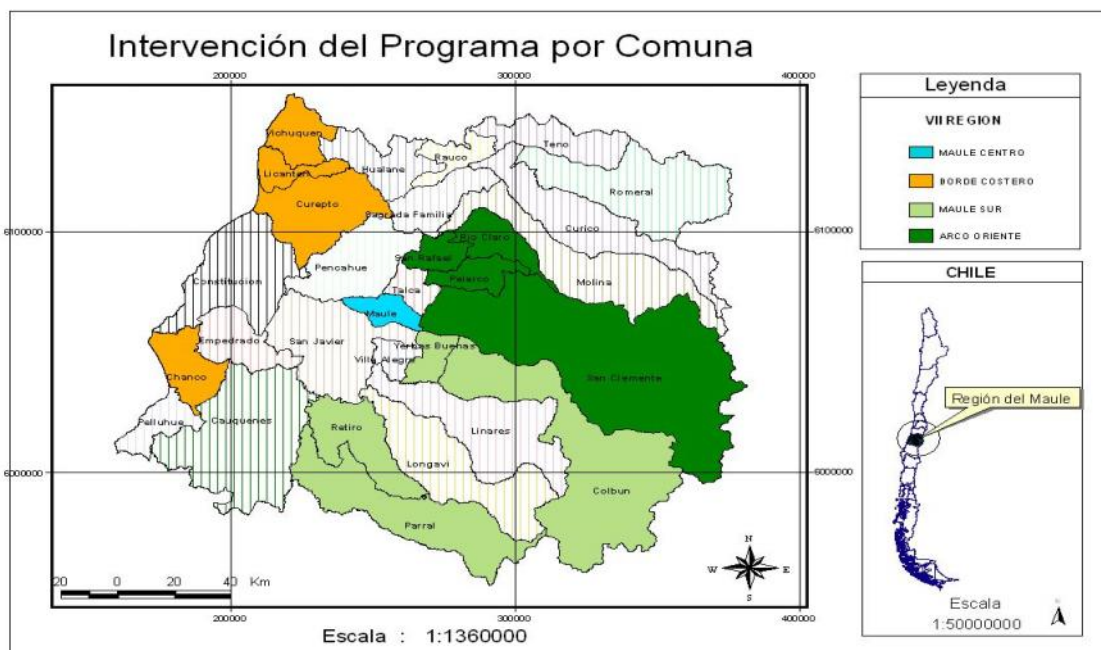 Intervención del Programa por Comuna
200000 300000 400000
Vichuquen
Teno
Rauco
Hualane
Licanten
Romeral
Curepto
Sagrada Familia
Curico
6100000 6100000
Rio Claro
San Rafael
Pencahue
Pelarco
Constitucion
Talca
Molina
Maule
Empedrado
San Javier
Yerbas Buenas
Villa Alegre
Chanco
San Clemente
Pelluhue
Cauquenes
Retiro
Linares
Longavi
6000000 6000000
Colbun
Parral
N
W E
S
20 0 20 40 Km
200000 300000 400000
Escala : 1:1360000
Leyenda
VII REGION
MAULE CENTRO
BORDE COSTERO
MAULE SUR
ARCO ORIENTE
CHILE
Región del Maule
Escala
1:50000000